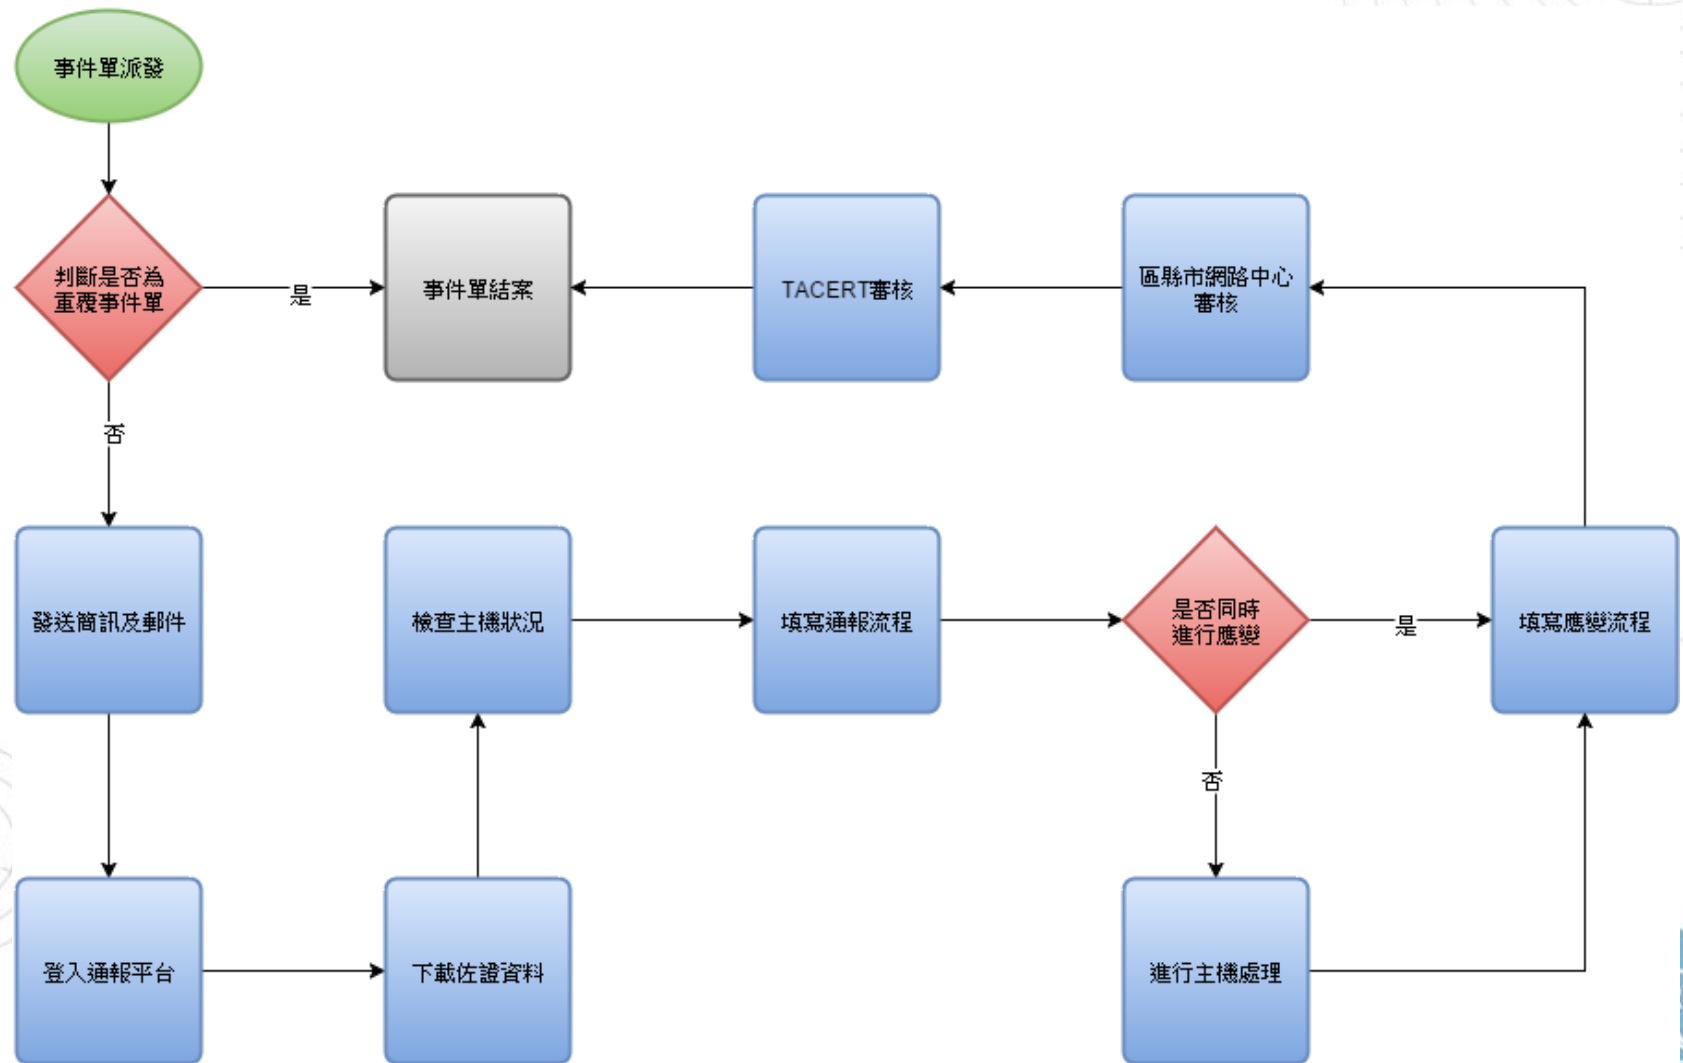 事件單派發
判斷是否為
重覆事件單
是
事件單結案
TACERT審核
區縣市網路中心
審核
否
發送簡訊及郵件
檢查主機狀況
填寫通報流程
是否同時
進行應變
是
填寫應變流程
否
登入通報平台
下載佐證資料
進行主機處理